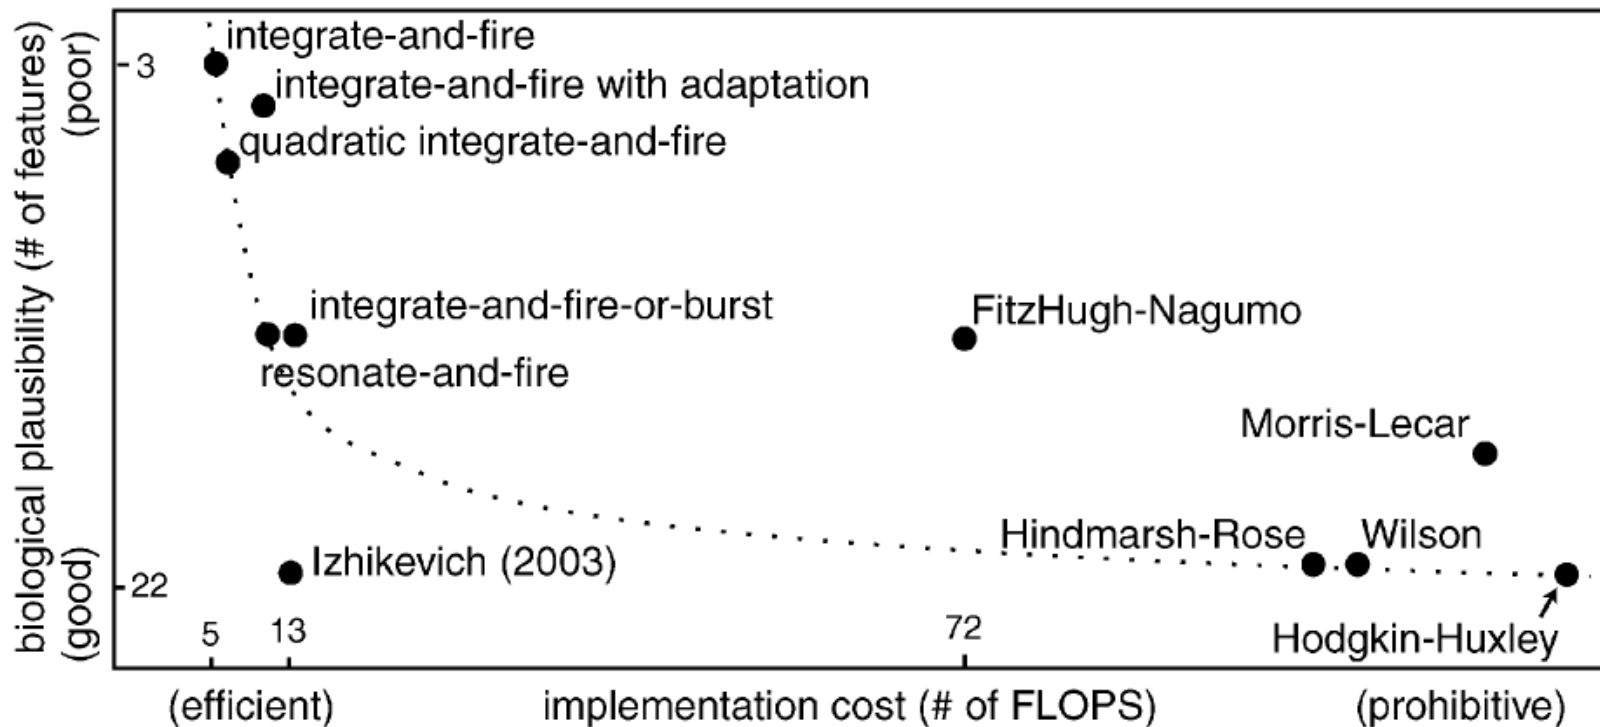 biological plausibility (# of features)
(poor)
(good)
3
22
integrate-and-fire
integrate-and-fire with adaptation
quadratic integrate-and-fire
integrate-and-fire-or-burst
resonate-and-fire
FitzHugh-Nagumo
Morris-Lecar
Hindmarsh-Rose
Wilson
Izhikevich (2003)
Hodgkin-Huxley
5
13
72
(efficient)
implementation cost (# of FLOPS)
(prohibitive)